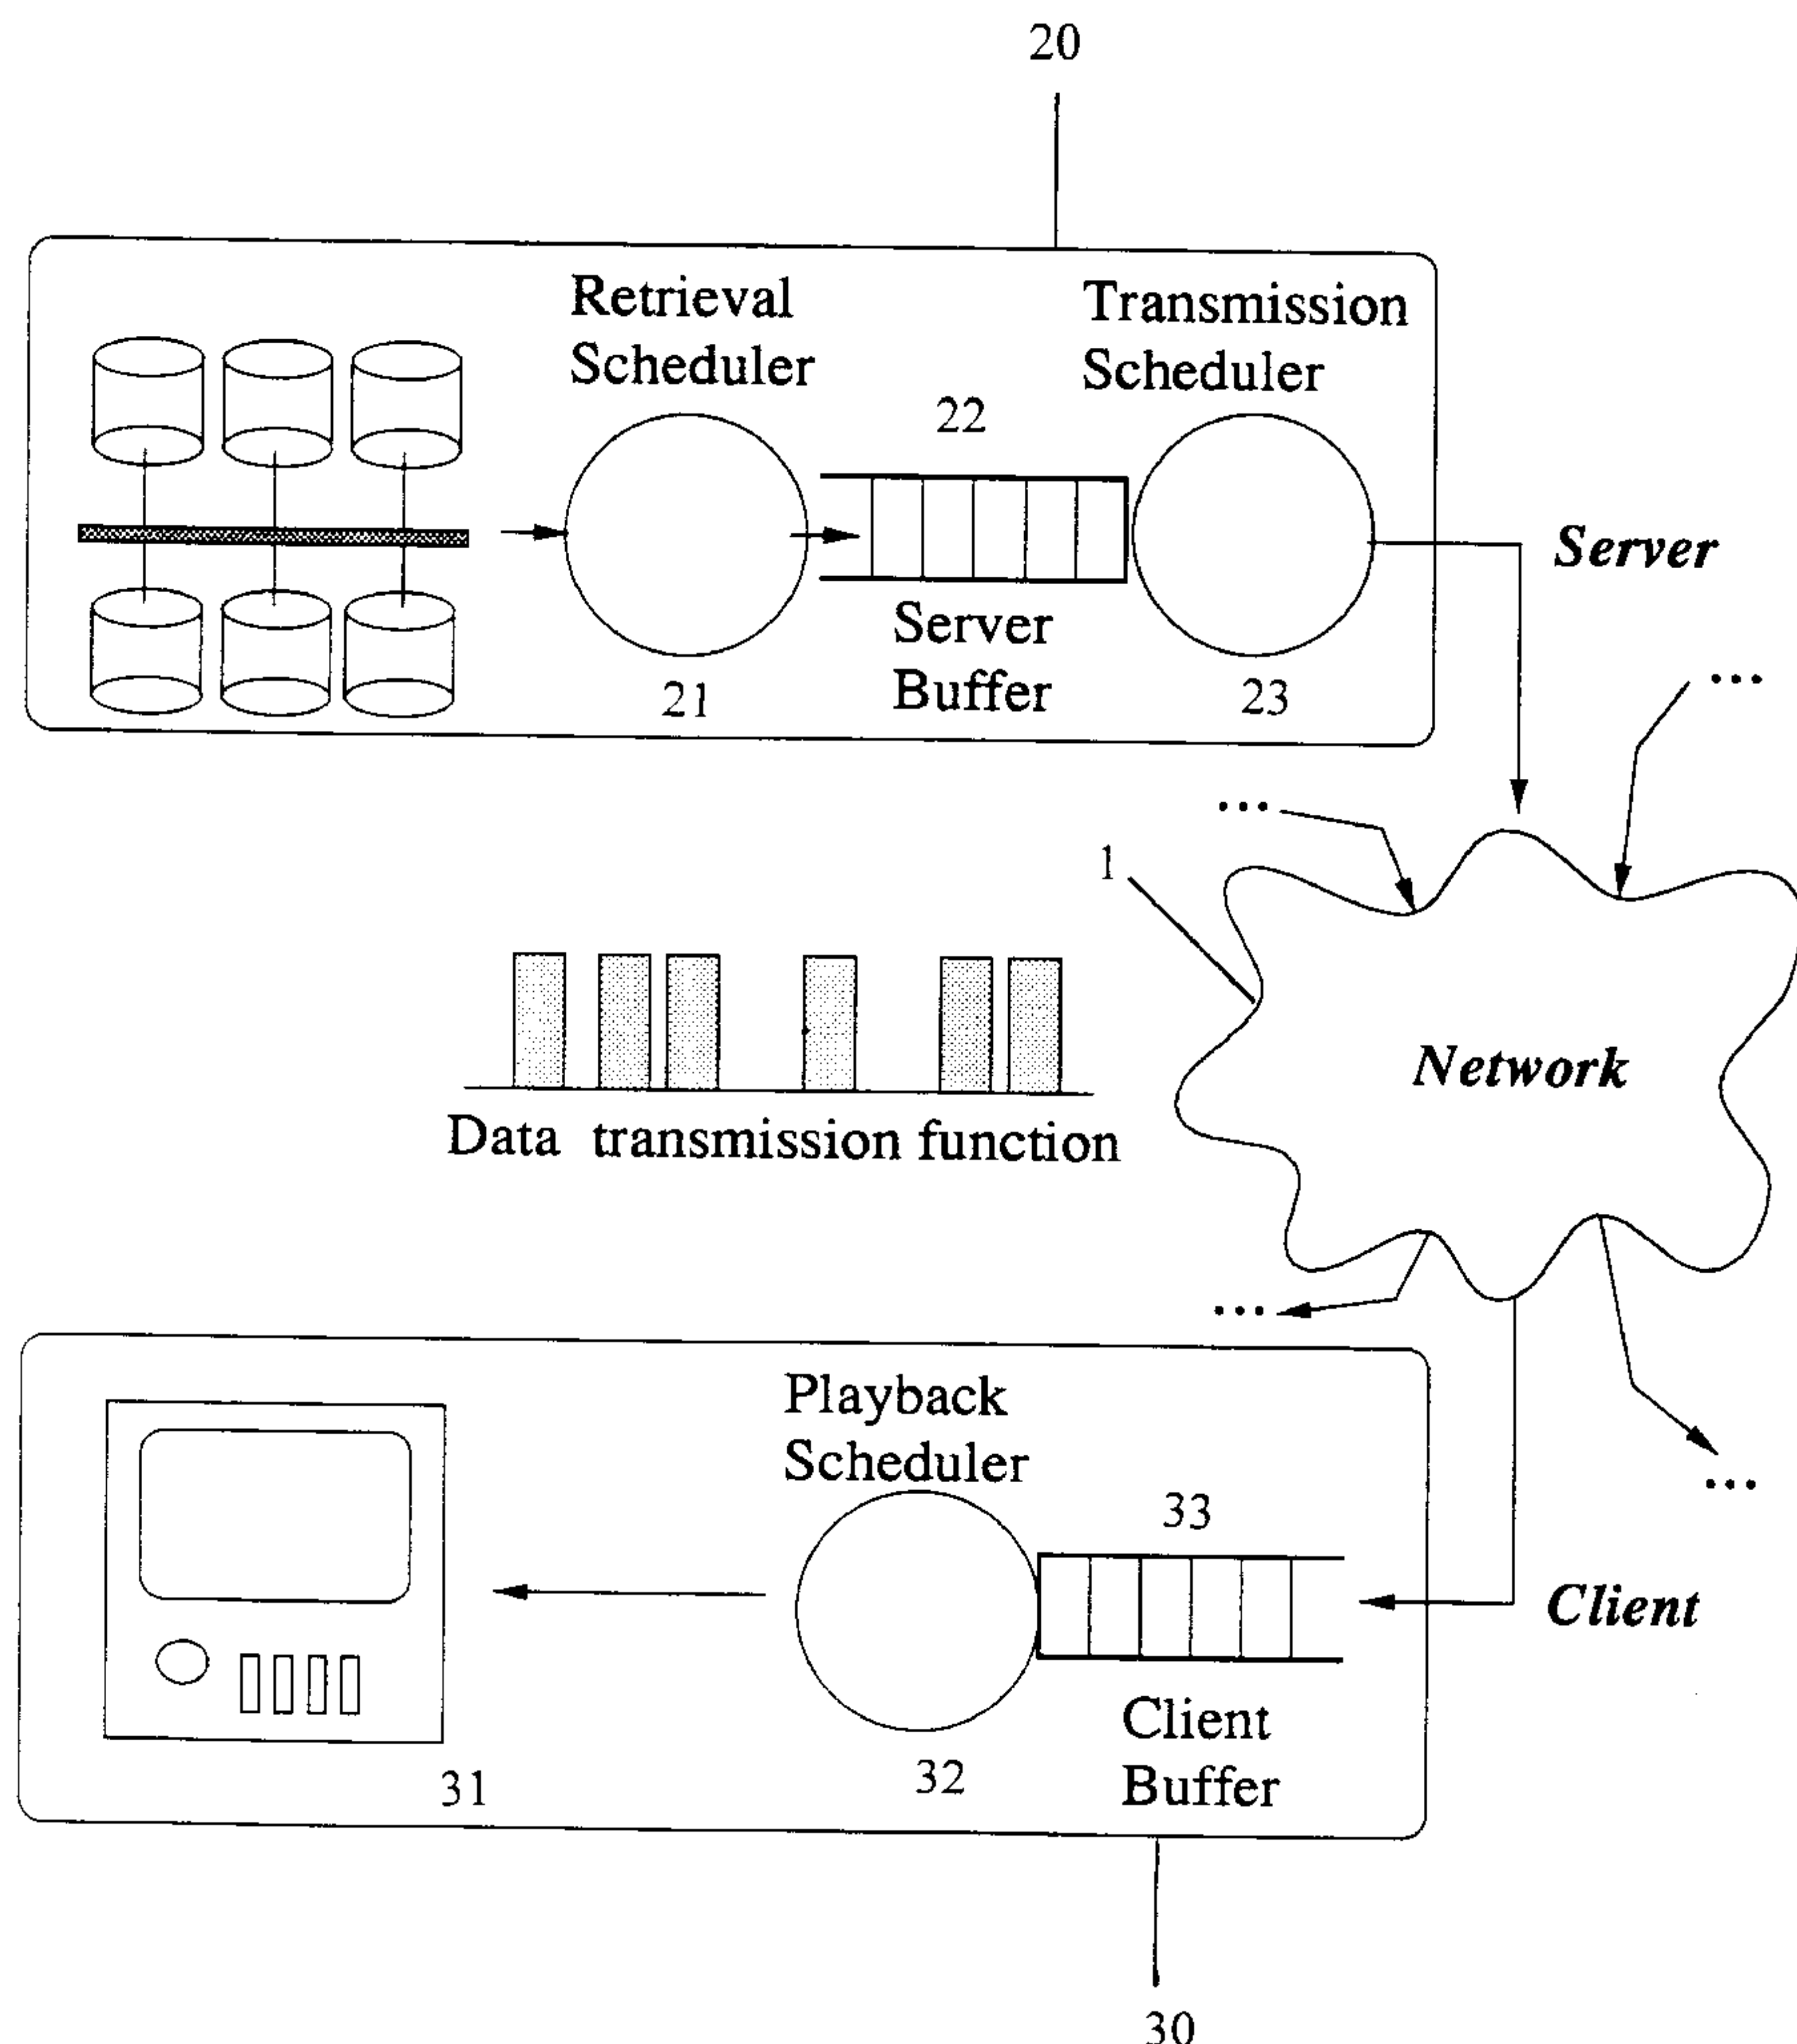 20
Retrieval
Scheduler
Transmission
Scheduler
22
Server
Server
Buffer
21
23
...
...
1
Network
Data transmission function
...
Playback
Scheduler
...
33
Client
Client
Buffer
31
32
30